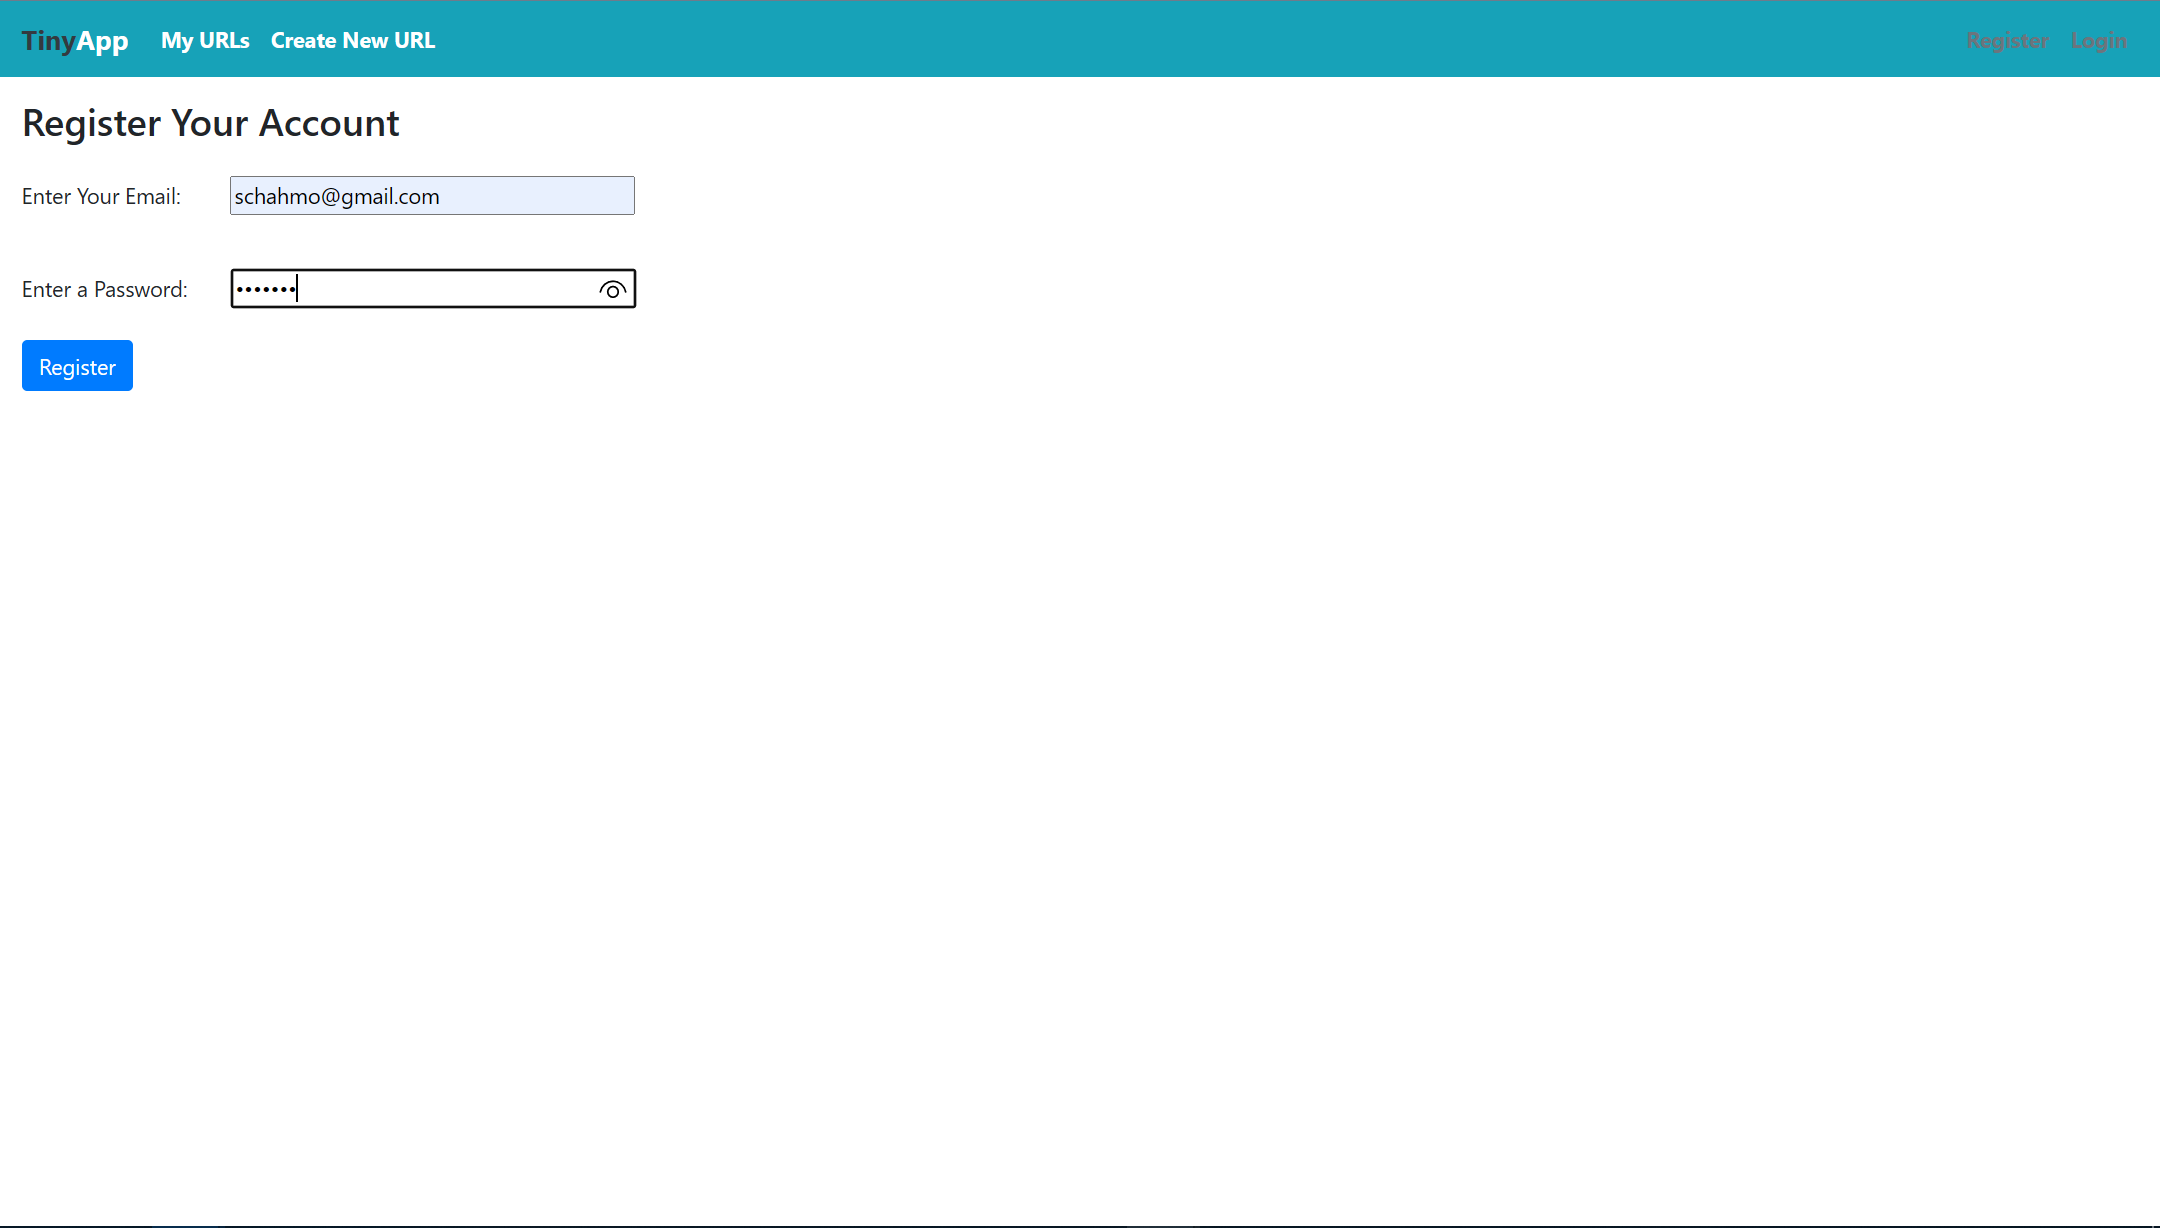 TinyApp My URLs Create New URL Register Login
Register Your Account
Enter Your Email: schahmo@gmail.com
Enter a Password: •••••••
Register